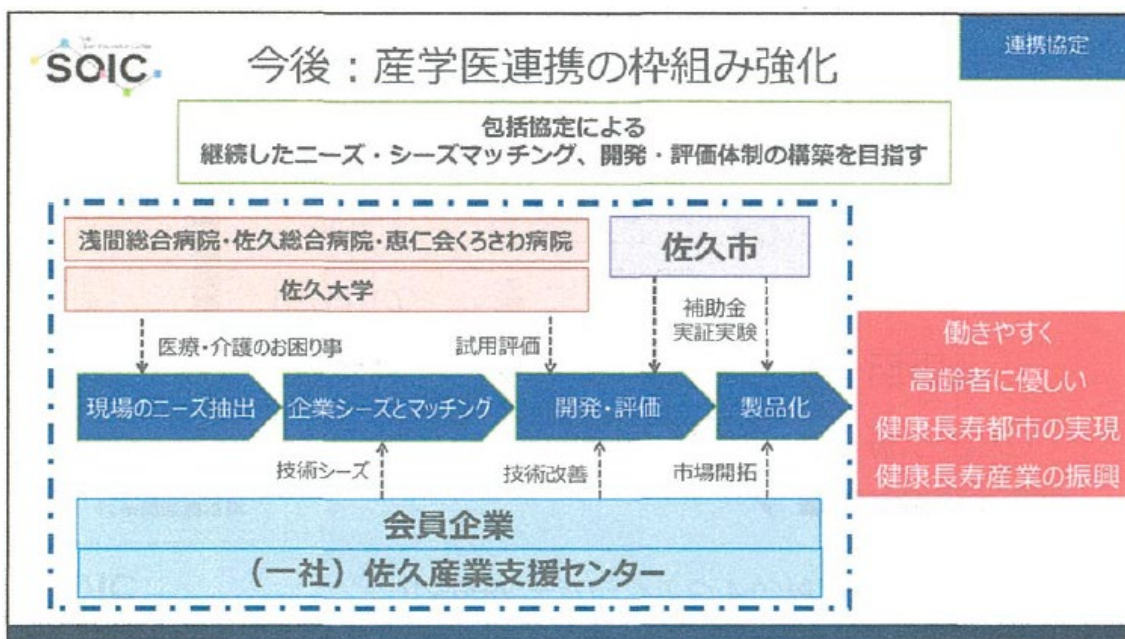 SOIC
今後：産学医連携の枠組み強化
連携協定
包括協定による
継続したニーズ・シーズマッチング、開発・評価体制の構築を目指す
浅間総合病院・佐久総合病院・恵仁会くろさわ病院
佐久大学
佐久市
医療・介護のお困り事
試用評価
補助金
実証実験
現場のニーズ抽出
企業シーズとマッチング
開発・評価
製品化
技術シーズ
技術改善
市場開拓
会員企業
（一社）佐久産業支援センター
働きやすく
高齢者に優しい
健康長寿都市の実現
健康長寿産業の振興